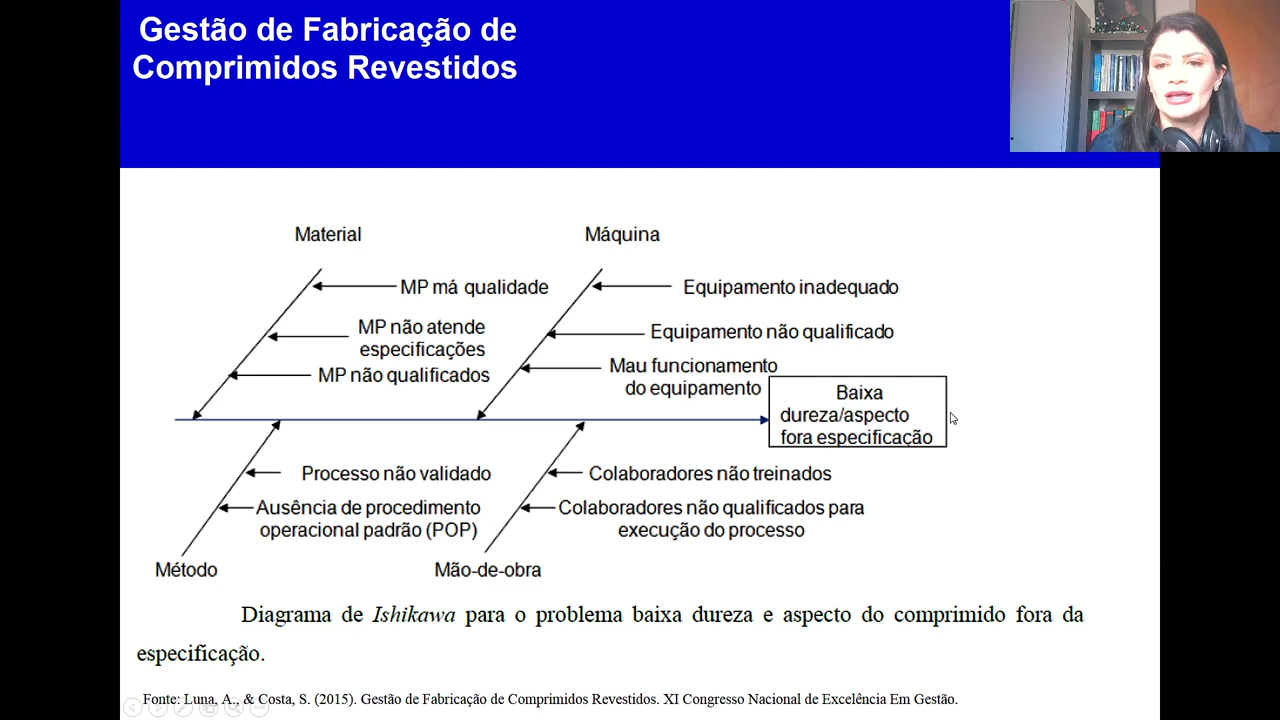 Gestão de Fabricação de
Comprimidos Revestidos
Material
Máquina
MP má qualidade
Equipamento inadequado
MP não atende
especificações
Equipamento não qualificado
MP não qualificados
Mau funcionamento
do equipamento
Baixa
dureza/aspecto
fora especificação
Processo não validado
Colaboradores não treinados
Ausência de procedimento
operacional padrão (POP)
Colaboradores não qualificados para
execução do processo
Método
Mão-de-obra
Diagrama de Ishikawa para o problema baixa dureza e aspecto do comprimido fora da
especificação.
Fonte: Luna, A., & Costa, S. (2015). Gestão de Fabricação de Comprimidos Revestidos. XI Congresso Nacional de Excelência Em Gestão.